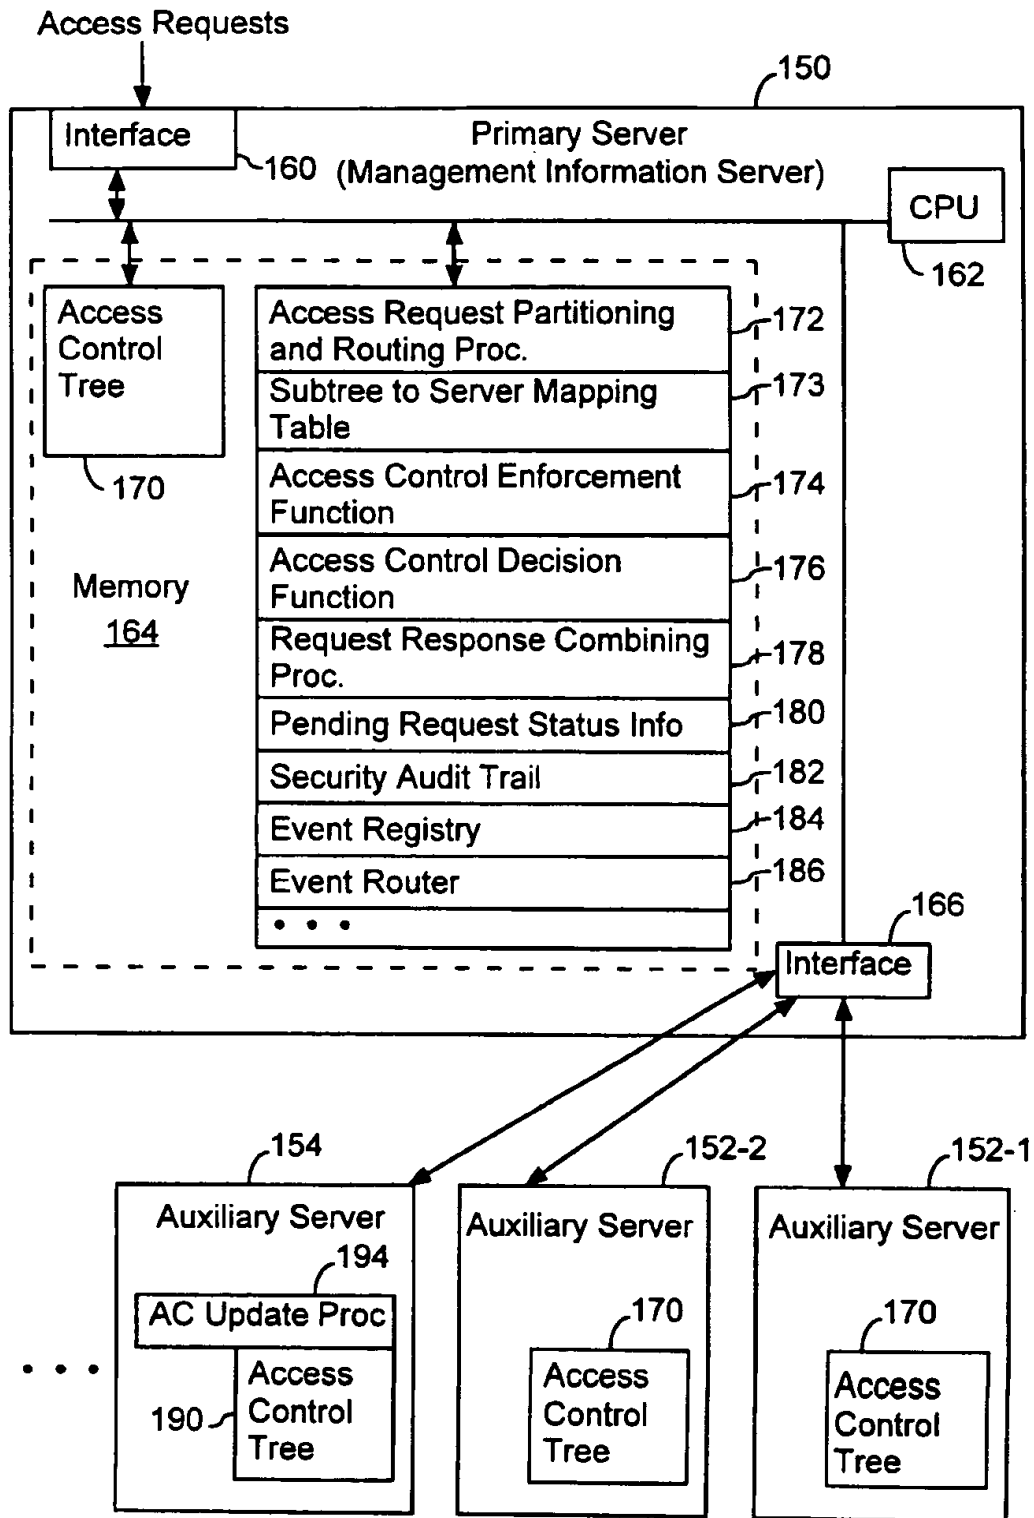 Access Requests
150
Interface
160
Primary Server
(Management Information Server)
CPU
162
Access
Control
Tree
170
Memory
164
Access Request Partitioning
and Routing Proc.
172
Subtree to Server Mapping
Table
173
Access Control Enforcement
Function
174
Access Control Decision
Function
176
Request Response Combining
Proc.
178
Pending Request Status Info
180
Security Audit Trail
182
Event Registry
184
Event Router
186
• • •
166
Interface
154
Auxiliary Server
194
AC Update Proc
Access
Control
Tree
190
• • •
152-2
Auxiliary Server
170
Access
Control
Tree
152-1
Auxiliary Server
170
Access
Control
Tree